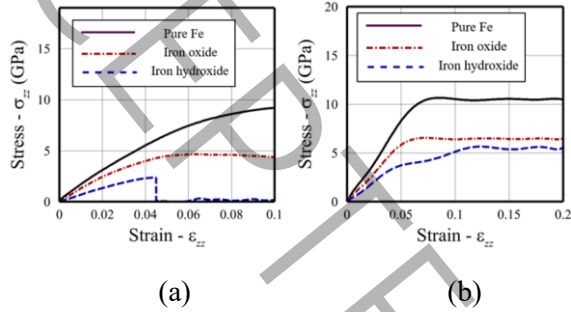 Stress - σzz (GPa)
15
10
5
0
Pure Fe
Iron oxide
Iron hydroxide
0
0.02
0.04
0.06
0.08
0.1
Strain - εzz
(a)
Stress - σzz (GPa)
20
15
10
5
0
Pure Fe
Iron oxide
Iron hydroxide
0
0.05
0.1
0.15
0.2
Strain - εzz
(b)